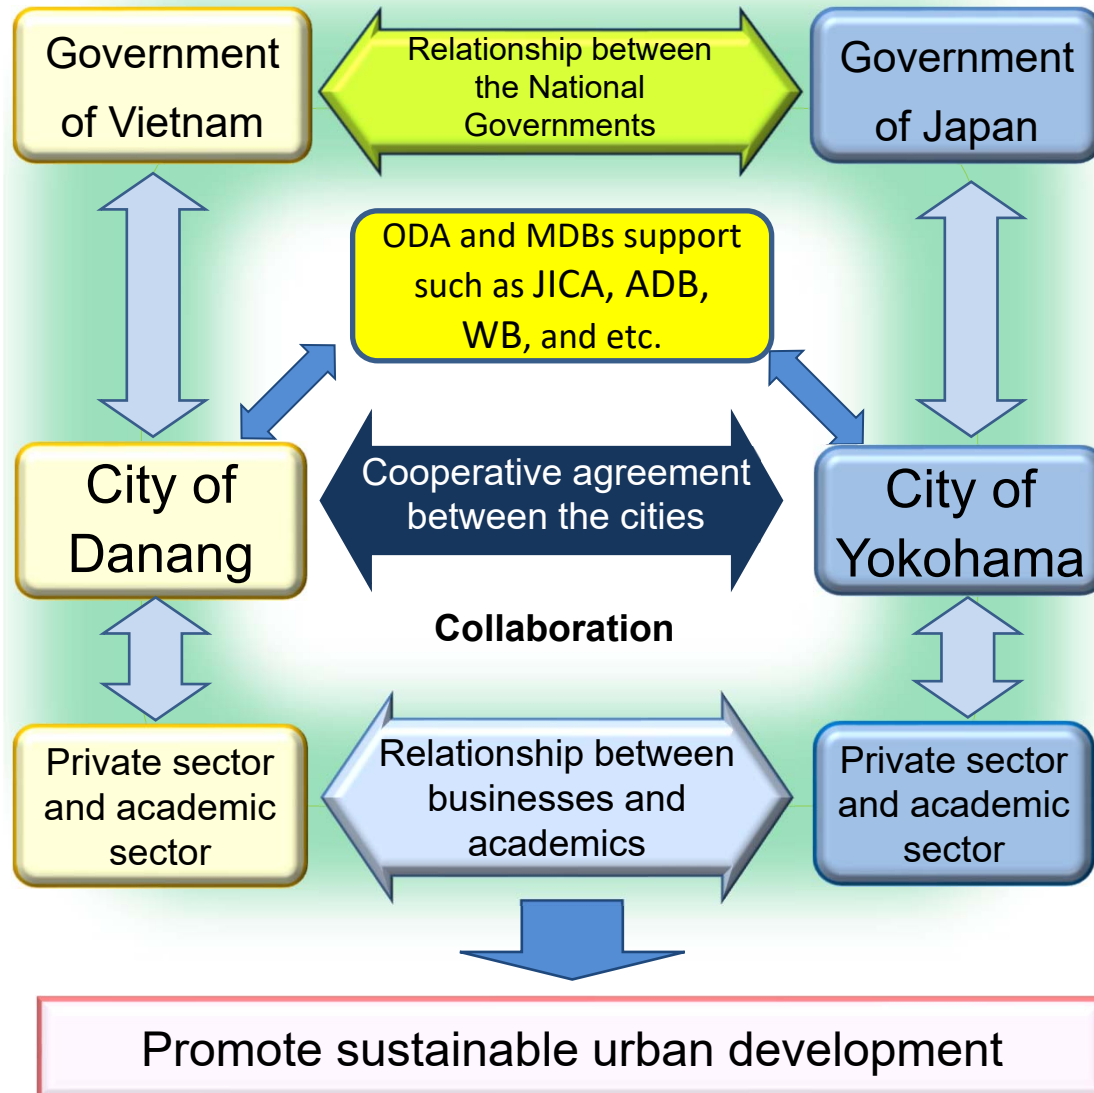 Government
of Vietnam
Relationship between
the National
Governments
Government
of Japan
ODA and MDBs support
such as JICA, ADB,
WB, and etc.
City of
Danang
Cooperative agreement
between the cities
City of
Yokohama
Collaboration
Private sector
and academic
sector
Relationship between
businesses and
academics
Private sector
and academic
sector
Promote sustainable urban development